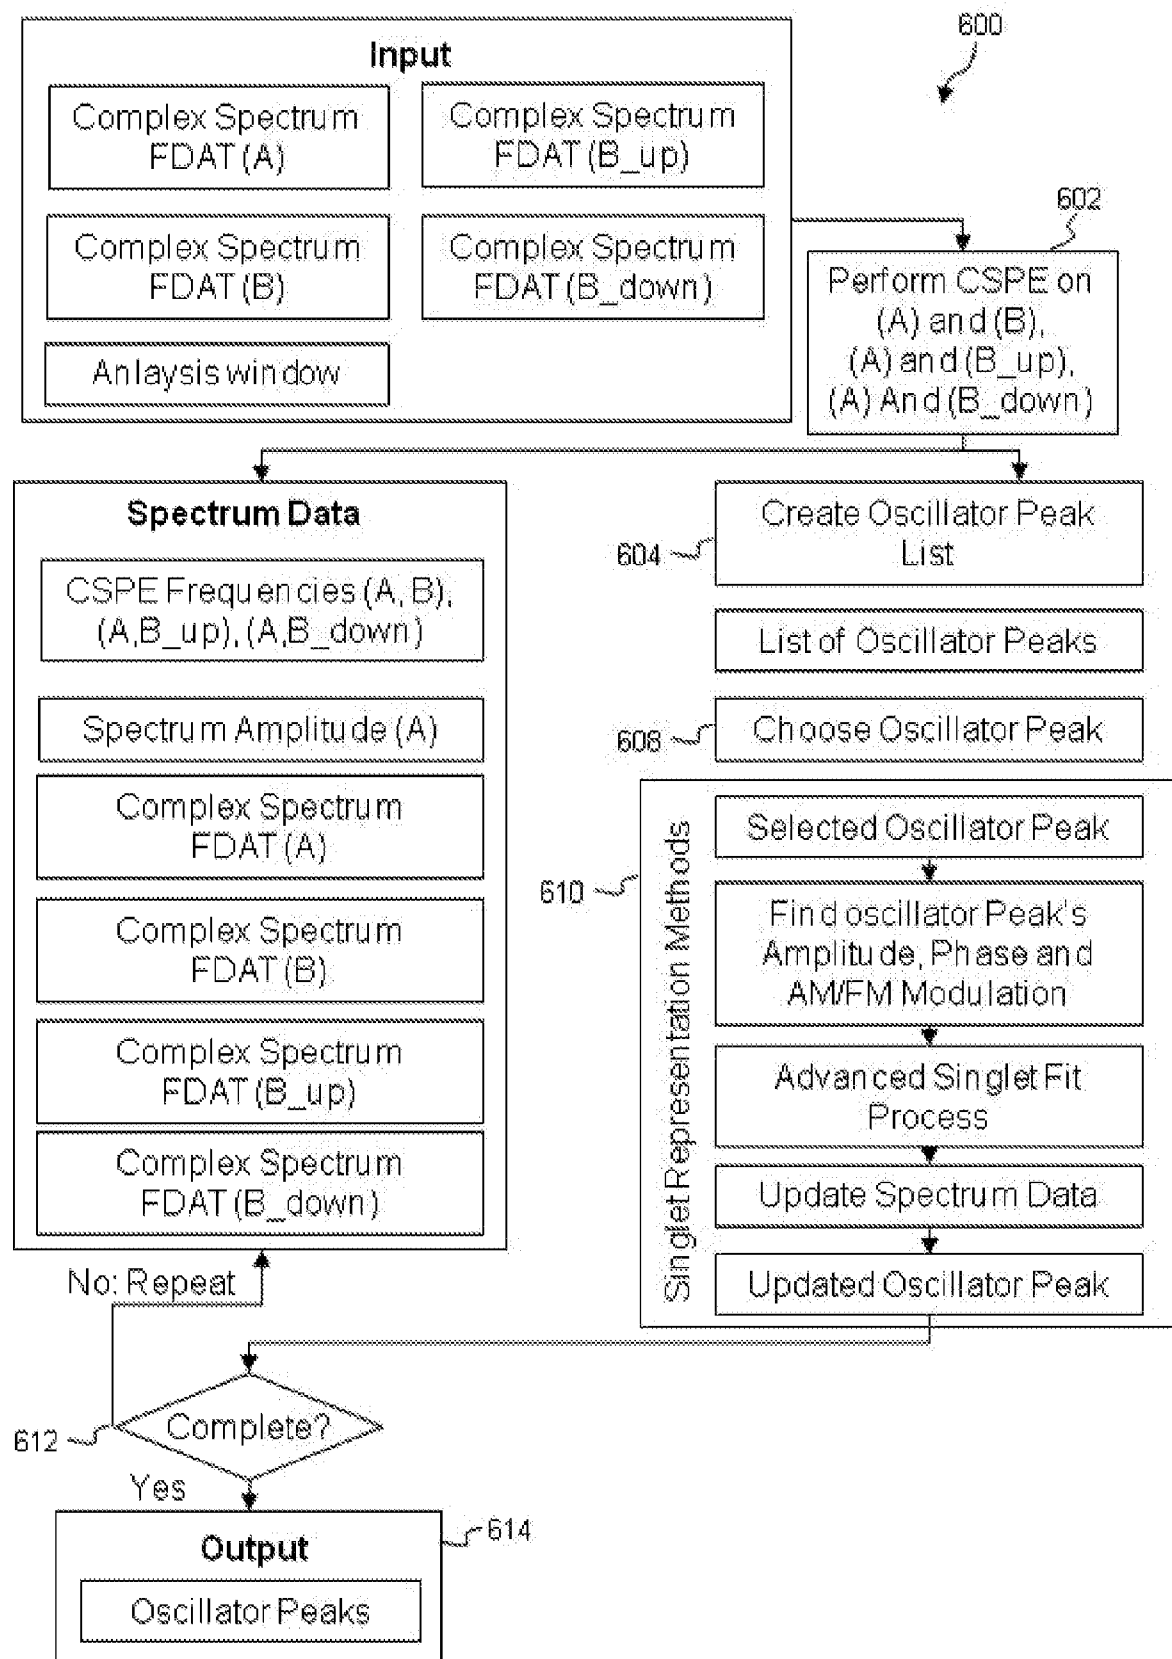 600
Input
Complex Spectrum
FDAT (A)
Complex Spectrum
FDAT (B_up)
Complex Spectrum
FDAT (B)
Complex Spectrum
FDAT (B_down)
Anlaysis window
602
Perform CSPE on
(A) and (B),
(A) and (B_up),
(A) And (B_down)
Spectrum Data
CSPE Frequencies (A, B),
(A,B_up), (A,B_down)
Spectrum Amplitude (A)
Complex Spectrum
FDAT (A)
Complex Spectrum
FDAT (B)
Complex Spectrum
FDAT (B_up)
Complex Spectrum
FDAT (B_down)
604
Create Oscillator Peak
List
List of Oscillator Peaks
608
Choose Oscillator Peak
610
Singlet Representation Methods
Selected Oscillator Peak
Find oscillator Peak's
Amplitude, Phase and
AM/FM Modulation
Advanced Singlet Fit
Process
Update Spectrum Data
Updated Oscillator Peak
No: Repeat
612
Complete?
Yes
614
Output
Oscillator Peaks